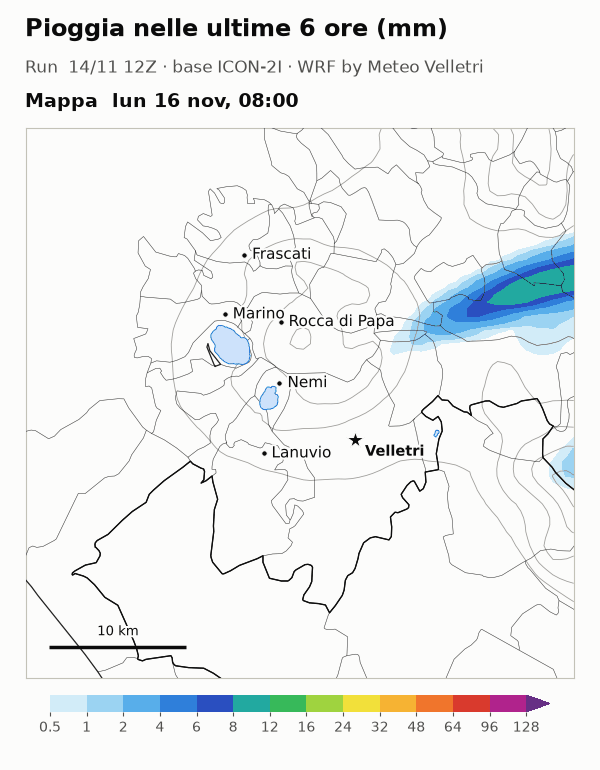 Pioggia nelle ultime 6 ore (mm)
Run  14/11 12Z · base ICON-2I · WRF by Meteo Velletri
Mappa  lun 16 nov, 08:00
Frascati
Marino
Rocca di Papa
Nemi
Velletri
Lanuvio
10 km
0.5 1 2 4 6 8 12 16 24 32 48 64 96 128